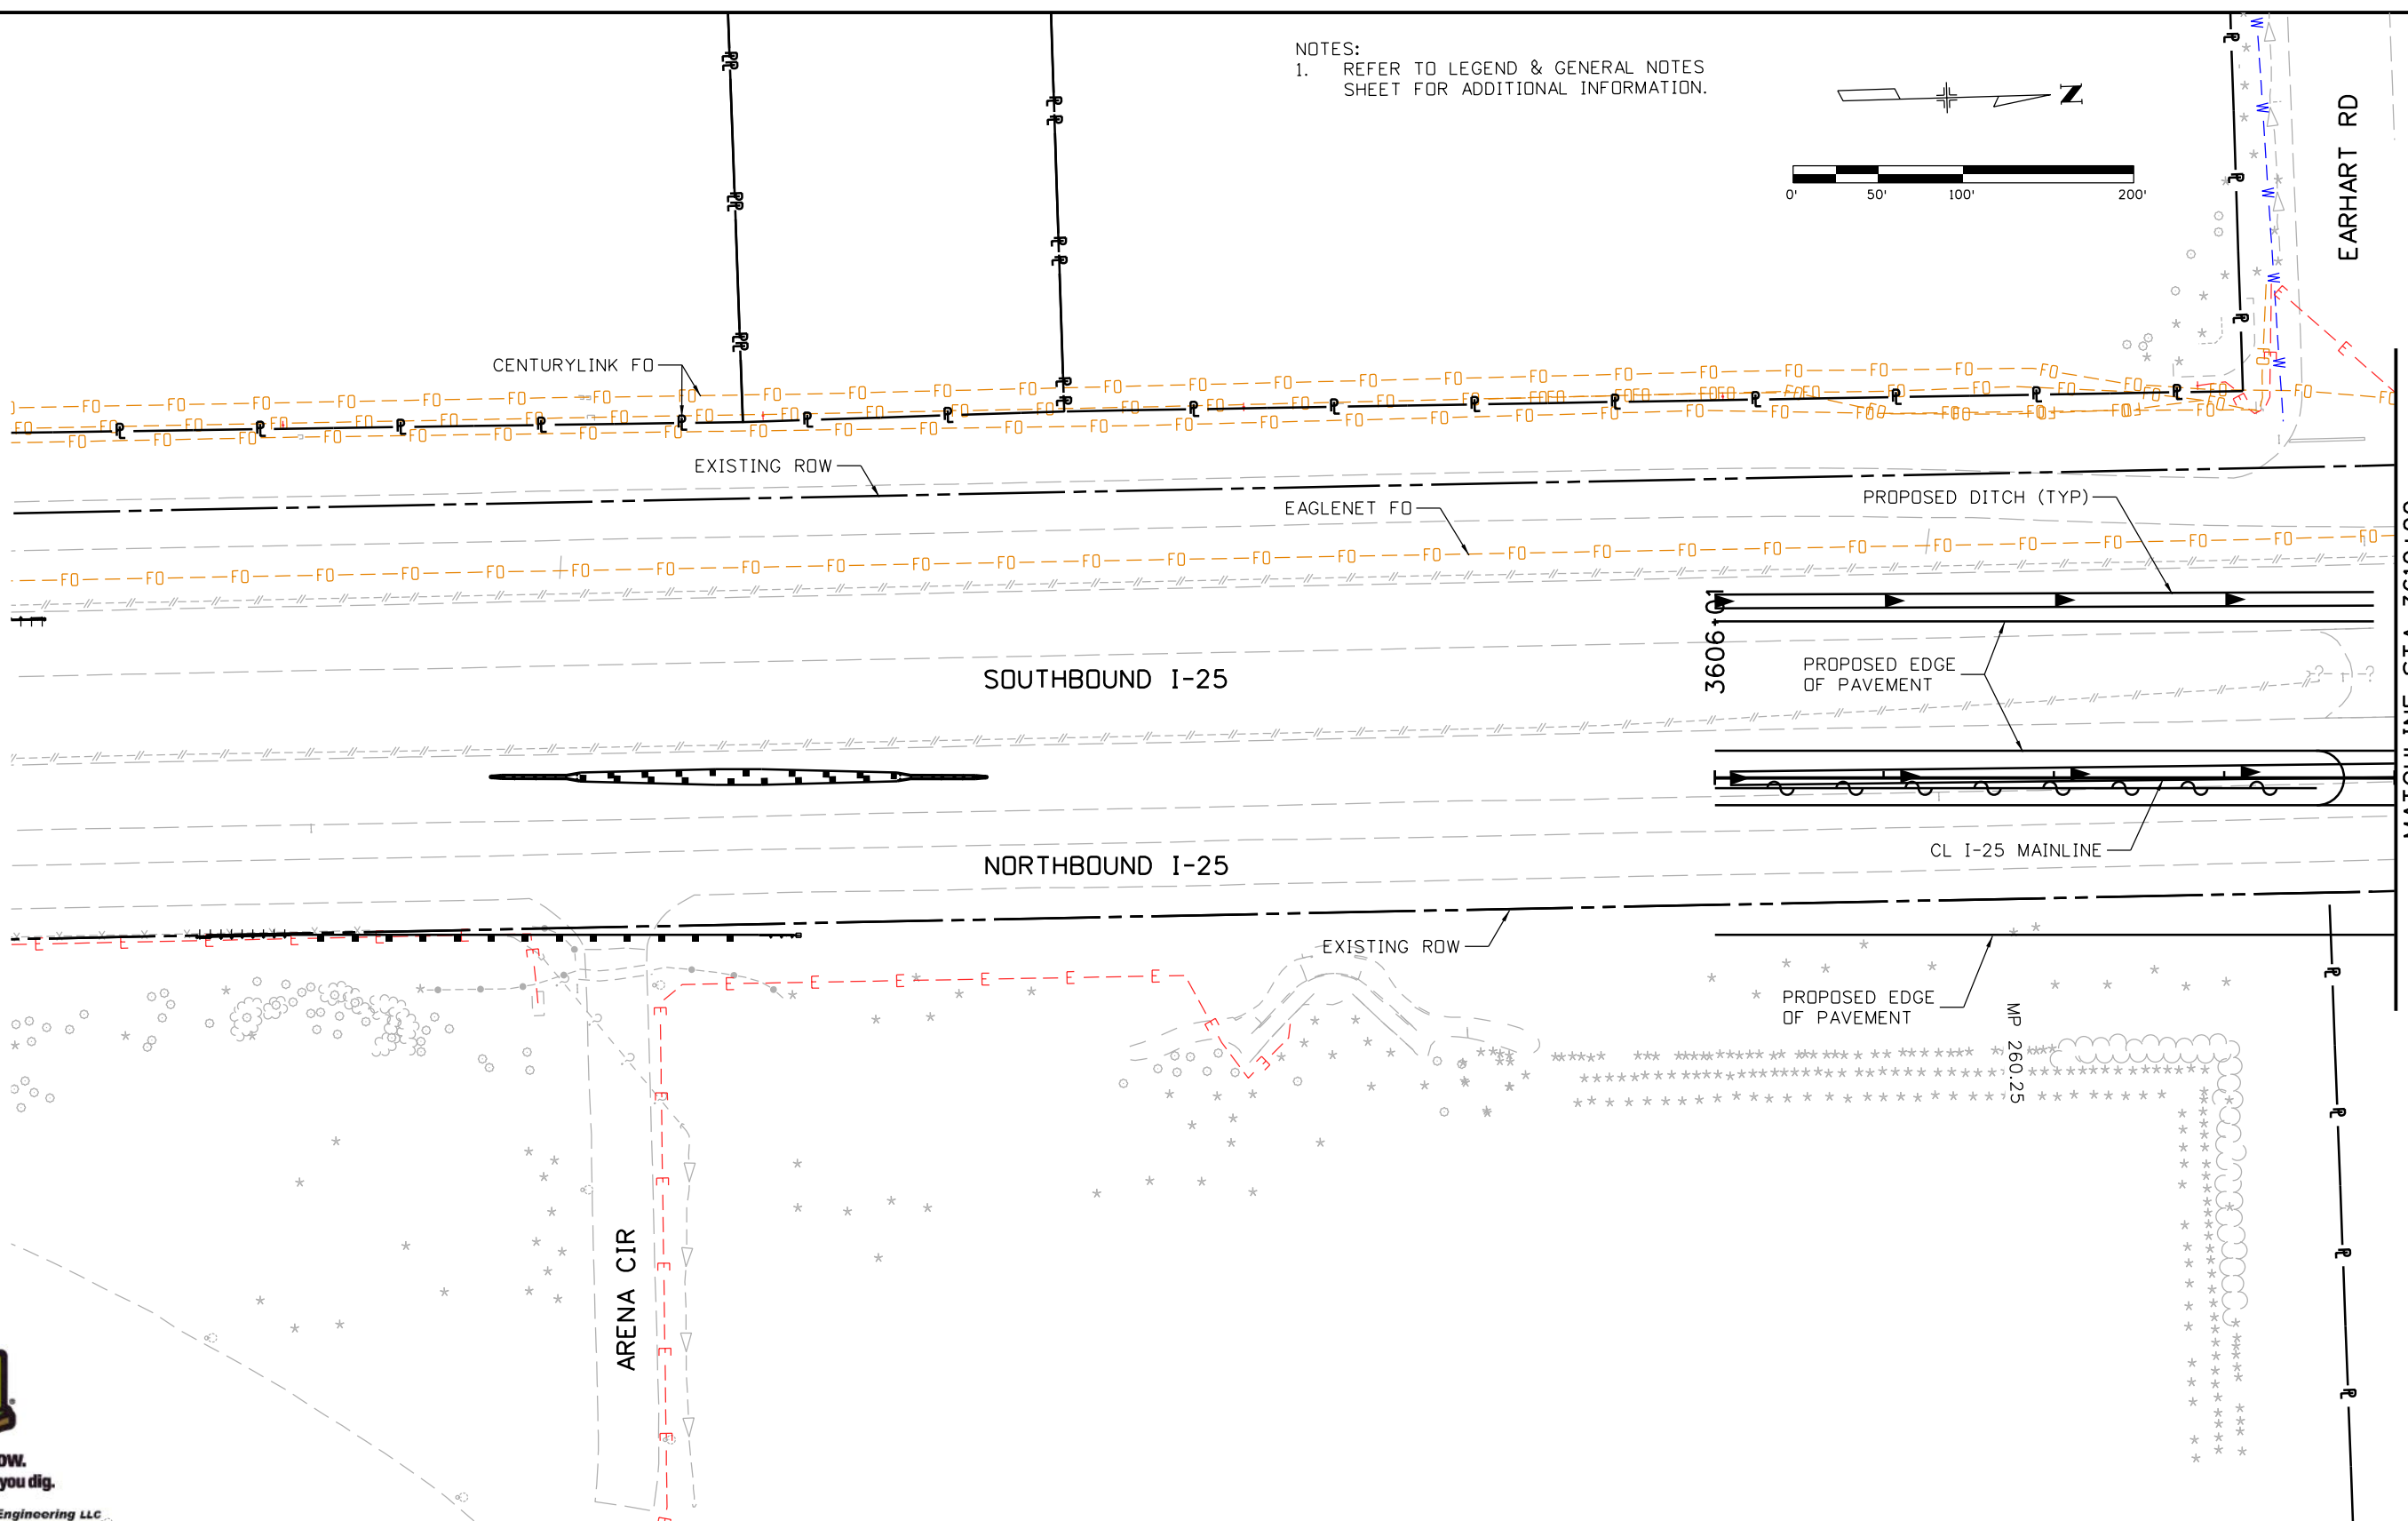 NOTES:
1. REFER TO LEGEND & GENERAL NOTES
SHEET FOR ADDITIONAL INFORMATION.
N
0' 50' 100' 200'
EARHART RD
CENTURYLINK FO
EXISTING ROW
EAGLENET FO
PROPOSED DITCH (TYP)
3606+01
SOUTHBOUND I-25
PROPOSED EDGE
OF PAVEMENT
CL I-25 MAINLINE
NORTHBOUND I-25
EXISTING ROW
PROPOSED EDGE
OF PAVEMENT
MP 260.25
ARENA CIR
you dig.
Engineering LLC